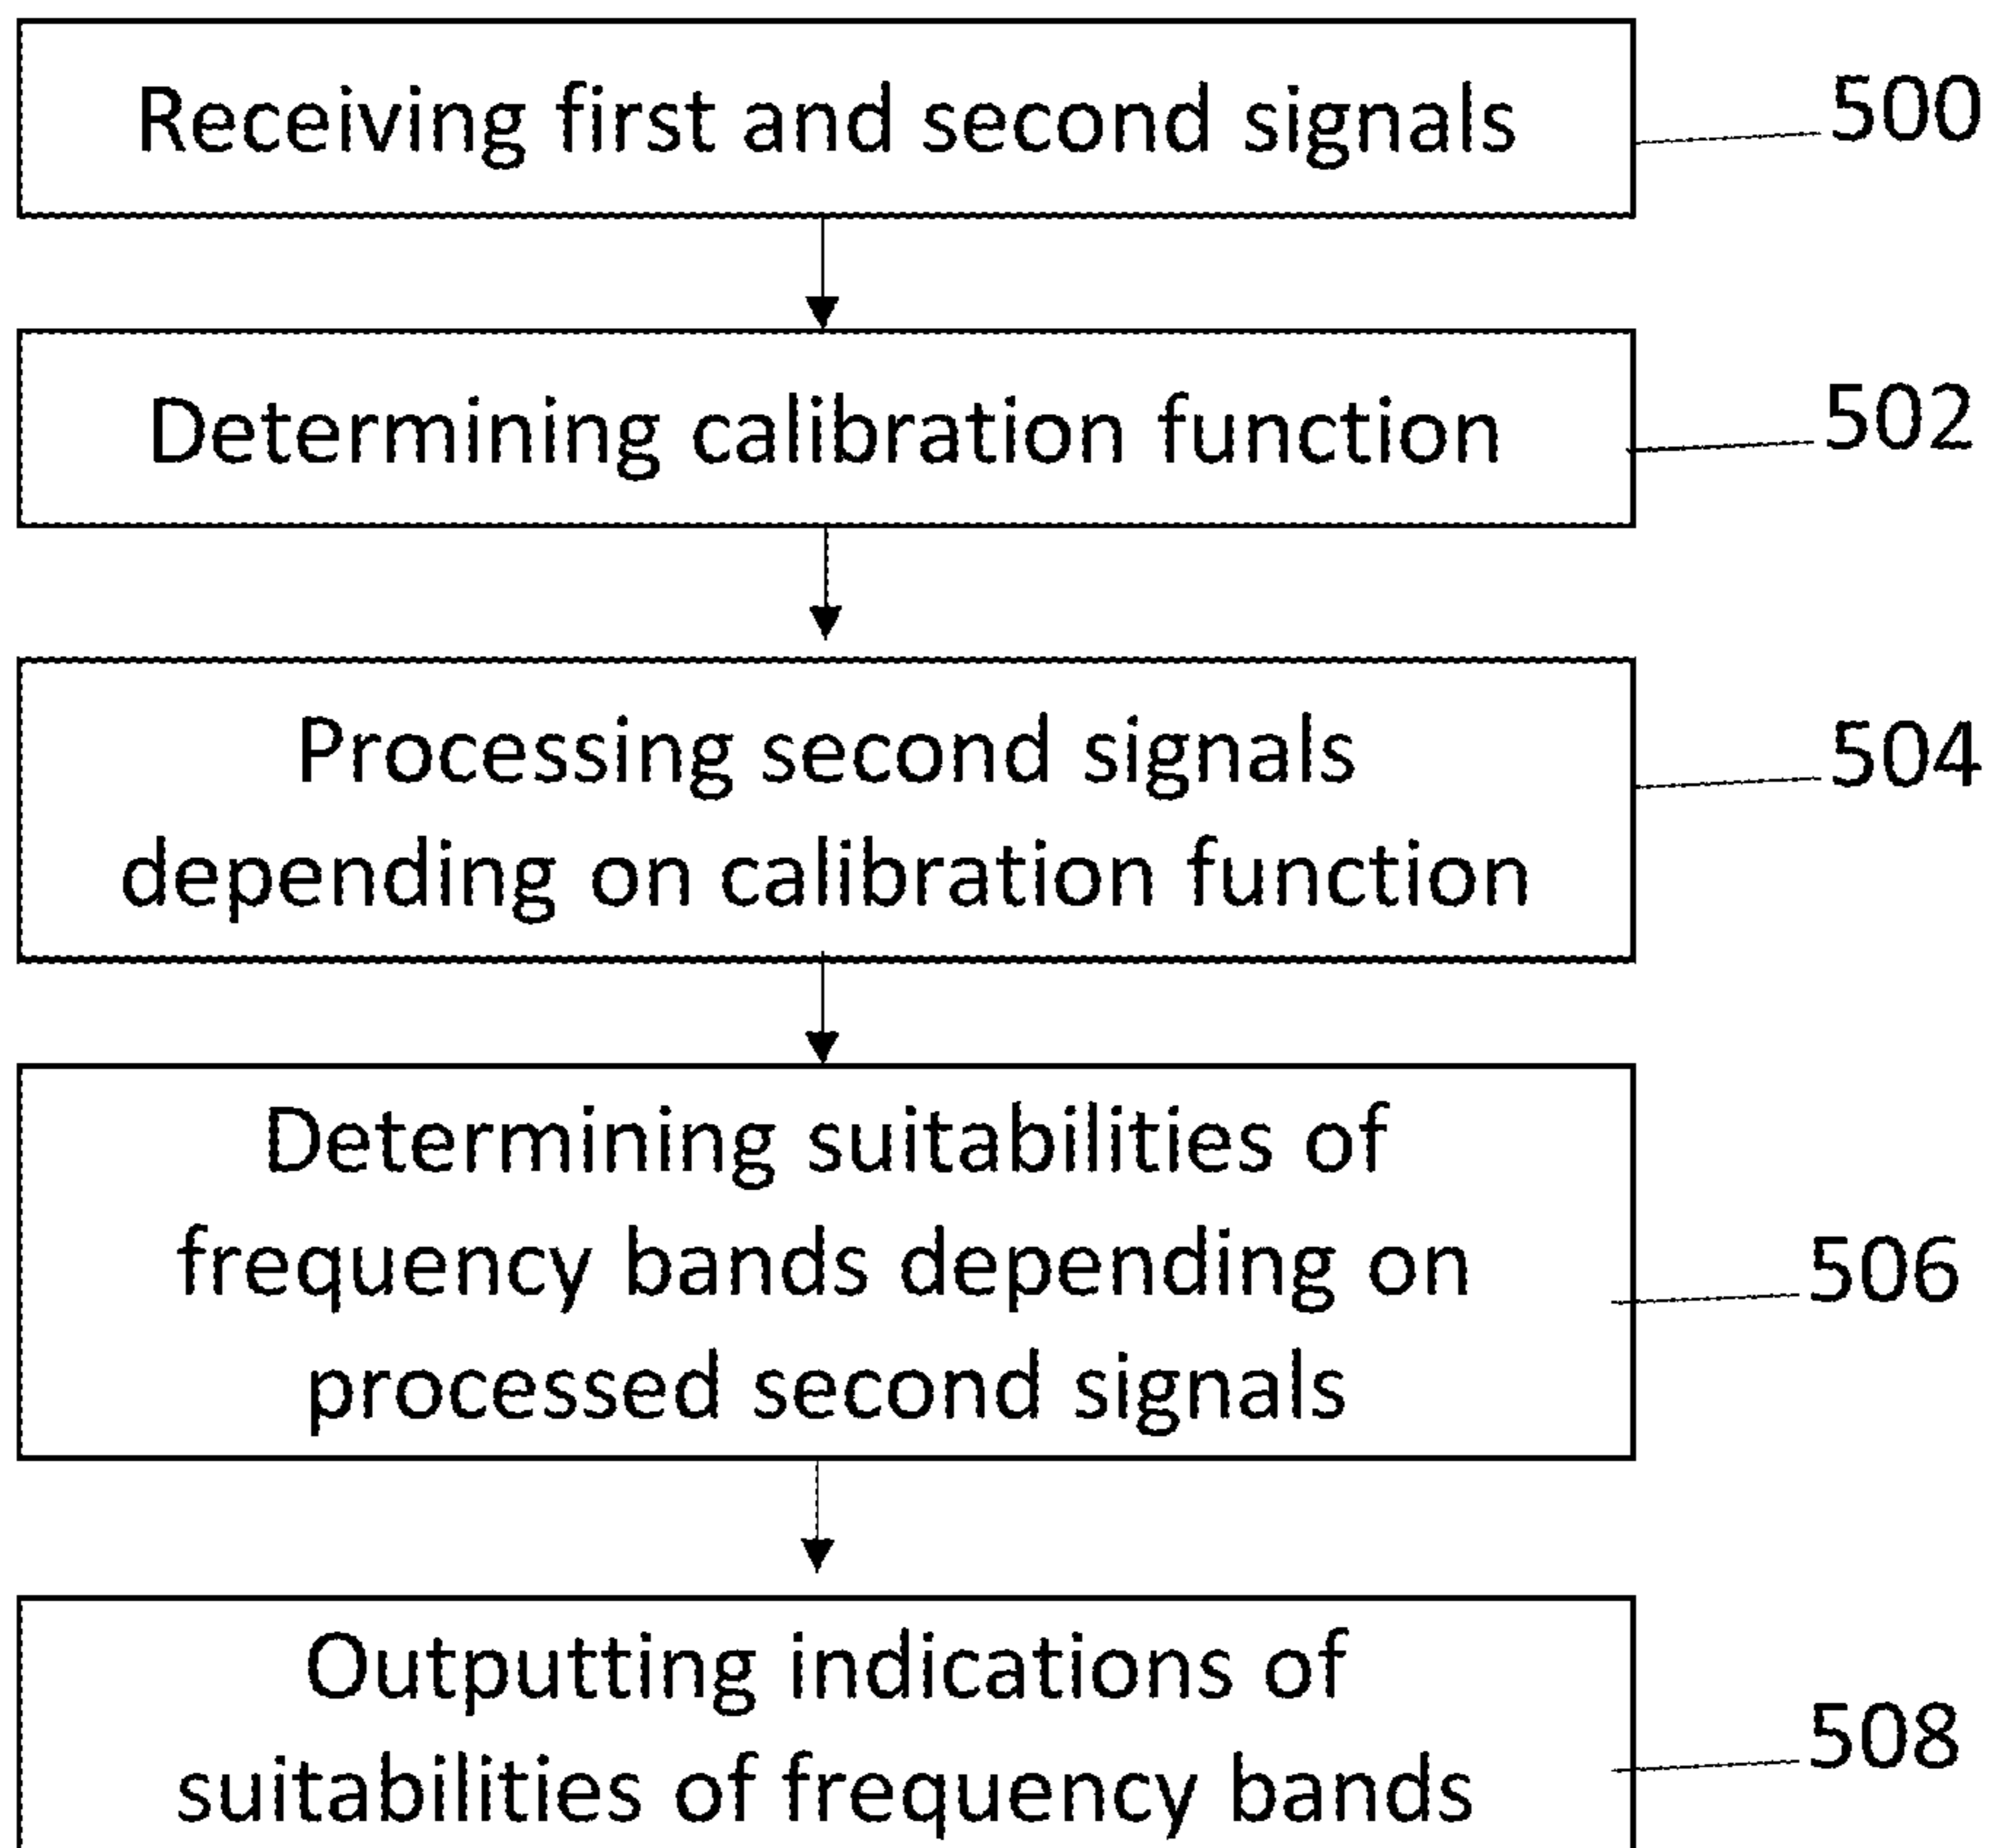 Receiving first and second signals
500
Determining calibration function
502
Processing second signals
depending on calibration function
504
Determining suitabilities of
frequency bands depending on
processed second signals
506
Outputting indications of
suitabilities of frequency bands
508